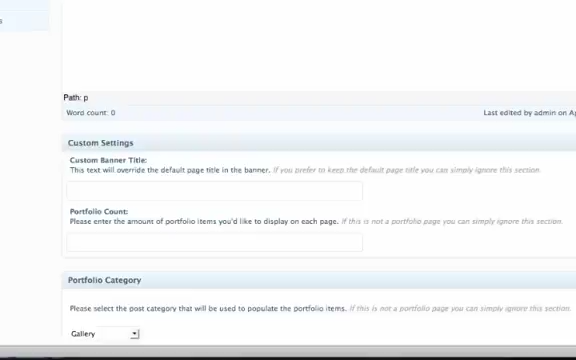 s
Path: p
Word count: 0 Last edited by admin on Ap
Custom Settings
Custom Banner Title:
This text will override the default page title in the banner. If you prefer to keep the default page title you can simply ignore this section.
Portfolio Count:
Please enter the amount of portfolio items you'd like to display on each page. If this is not a portfolio page you can simply ignore this section.
Portfolio Category
Please select the post category that will be used to populate the portfolio items. If this is not a portfolio page you can simply ignore this section.
Gallery